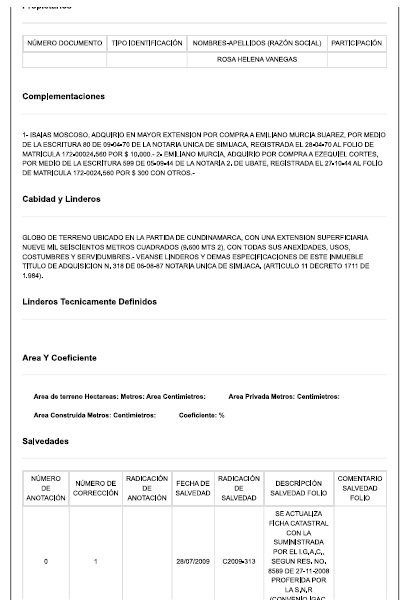 Propietarios
NÚMERO DOCUMENTO TIPO IDENTIFICACIÓN NOMBRES-APELLIDOS (RAZÓN SOCIAL) PARTICIPACIÓN
ROSA HELENA VANEGAS
Complementaciones
1- ISAIAS MOSCOSO, ADQUIRIO EN MAYOR EXTENSION POR COMPRA A EMILIANO MURCIA SUAREZ, POR MEDIO
DE LA ESCRITURA 80 DE 09-04-70 DE LA NOTARIA UNICA DE SIMIJACA, REGISTRADA EL 28-04-70 AL FOLIO DE
MATRICULA 172-00024,560 POR $ 10,000.- 2- EMILIANO MURCIA, ADQUIRIO POR COMPRA A EZEQUIEL CORTES,
POR MEDIO DE LA ESCRITURA 599 DE 05-09-44 DE LA NOTARIA 2, DE UBATE, REGISTRADA EL 27-10-44 AL FOLIO
DE MATRICULA 172-0024,560 POR $ 300 CON OTROS.-
Cabidad y Linderos
GLOBO DE TERRENO UBICADO EN LA PARTIDA DE CUNDINAMARCA, CON UNA EXTENSION SUPERFICIARIA
NUEVE MIL SEISCIENTOS METROS CUADRADOS (9,600 MTS 2), CON TODAS SUS ANEXIDADES, USOS,
COSTUMBRES Y SERVIDUMBRES.- VEANSE LINDEROS Y DEMAS ESPECIFICACIONES DE ESTE INMUEBLE
TITULO DE ADQUISICION N, 318 DE 06-08-87 NOTARIA UNICA DE SIMIJACA, (ARTICULO 11 DECRETO 1711 DE
1.984).
Linderos Tecnicamente Definidos
Area Y Coeficiente
Area de terreno Hectareas: Metros: Area Centimietros: Area Privada Metros: Centimietros:
Area Construida Metros: Centimietros: Coeficiente: %
Salvedades
NÚMERO DE ANOTACIÓN NÚMERO DE CORRECCIÓN RADICACIÓN DE ANOTACIÓN FECHA DE SALVEDAD RADICACIÓN DE SALVEDAD DESCRIPCIÓN SALVEDAD FOLIO COMENTARIO SALVEDAD FOLIO
SE ACTUALIZA
FICHA CATASTRAL
CON LA
SUMINISTRADA
POR EL I.G.A.C.,
0 1 28/07/2009 C2009-313 SEGUN RES. NO.
8589 DE 27-11-2008
PROFERIDA POR
LA S.N.R
(CONVENIO IGAC-